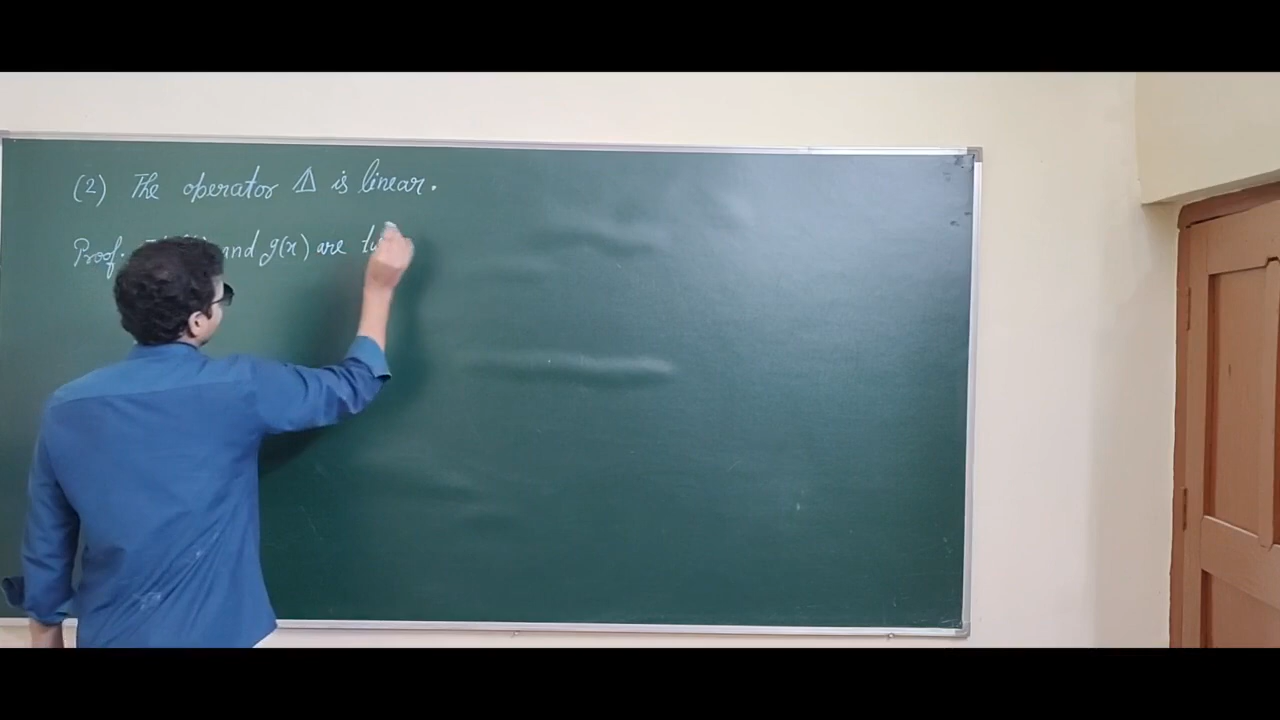 (2) The operator Δ is linear.
Proof. and g(x) are